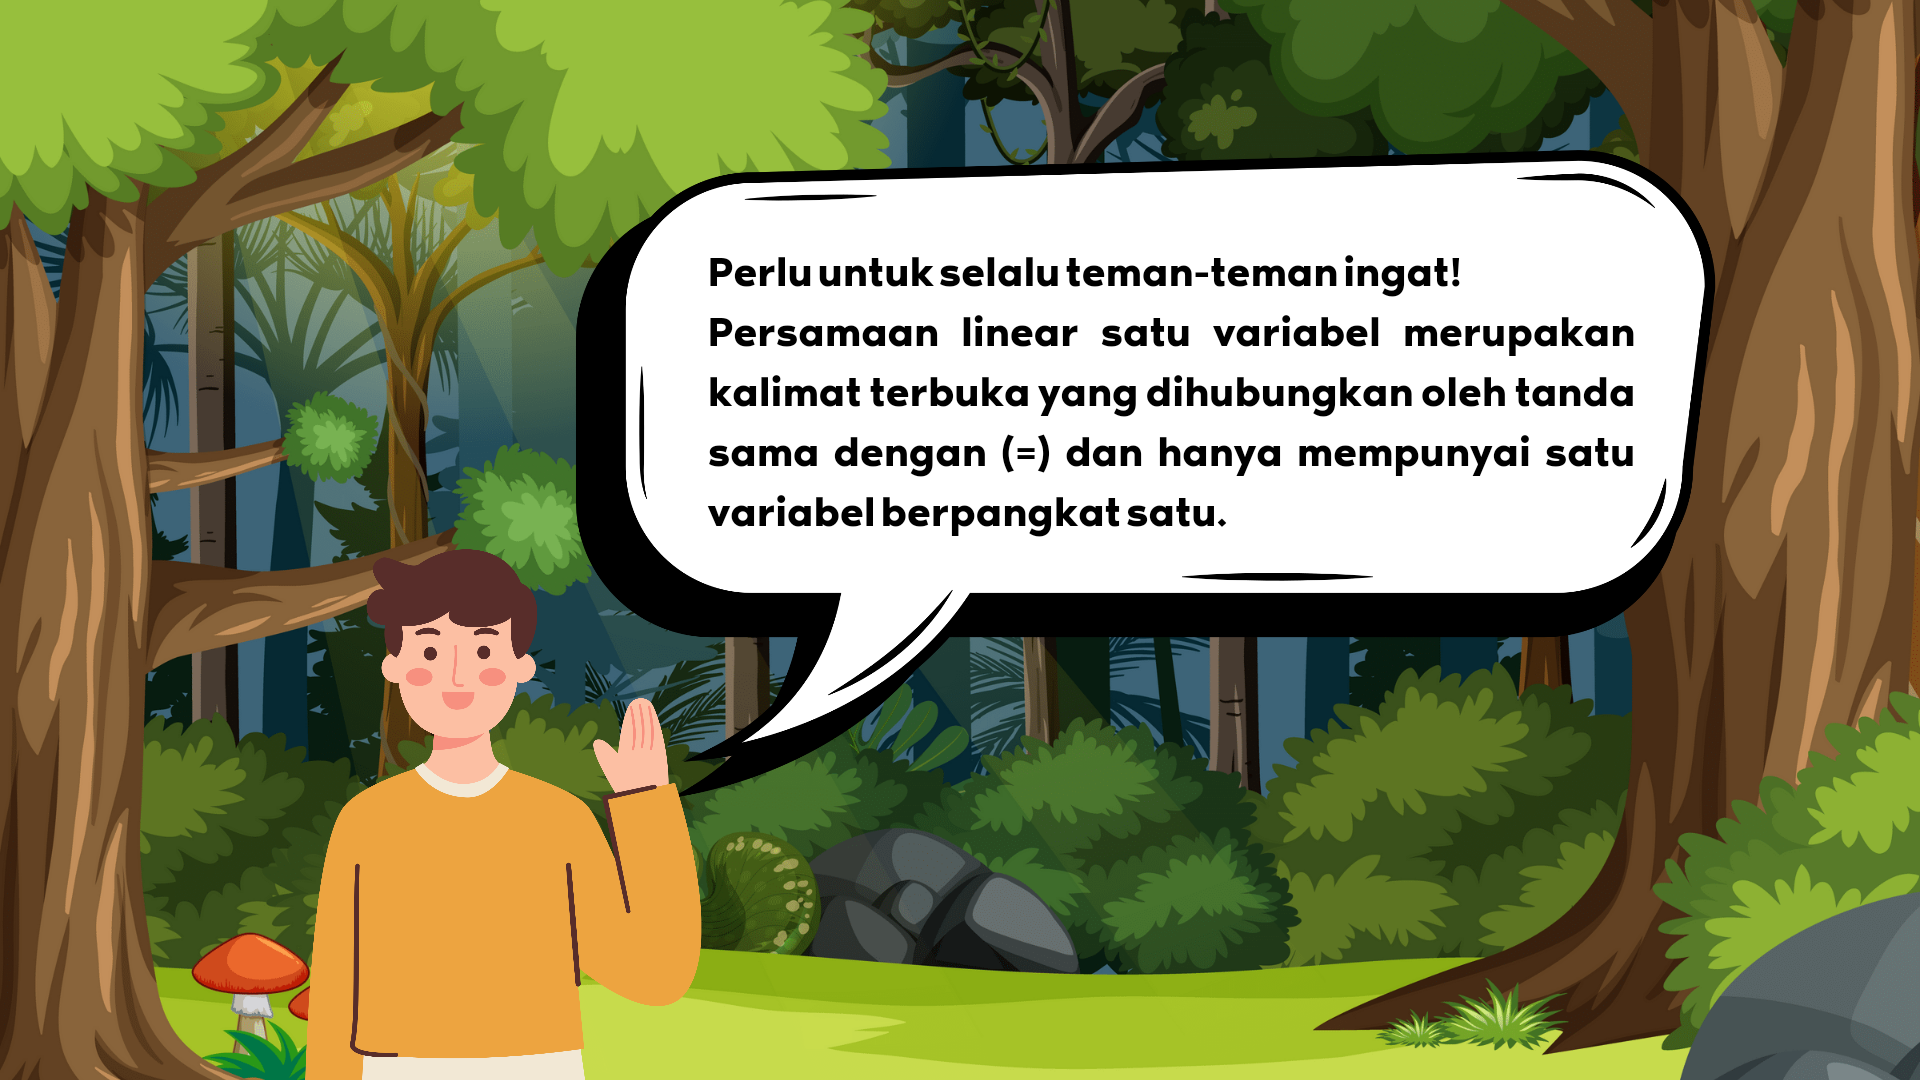 Perlu untuk selalu teman-teman ingat!
Persamaan linear satu variabel merupakan
kalimat terbuka yang dihubungkan oleh tanda
sama dengan (=) dan hanya mempunyai satu
variabel berpangkat satu.